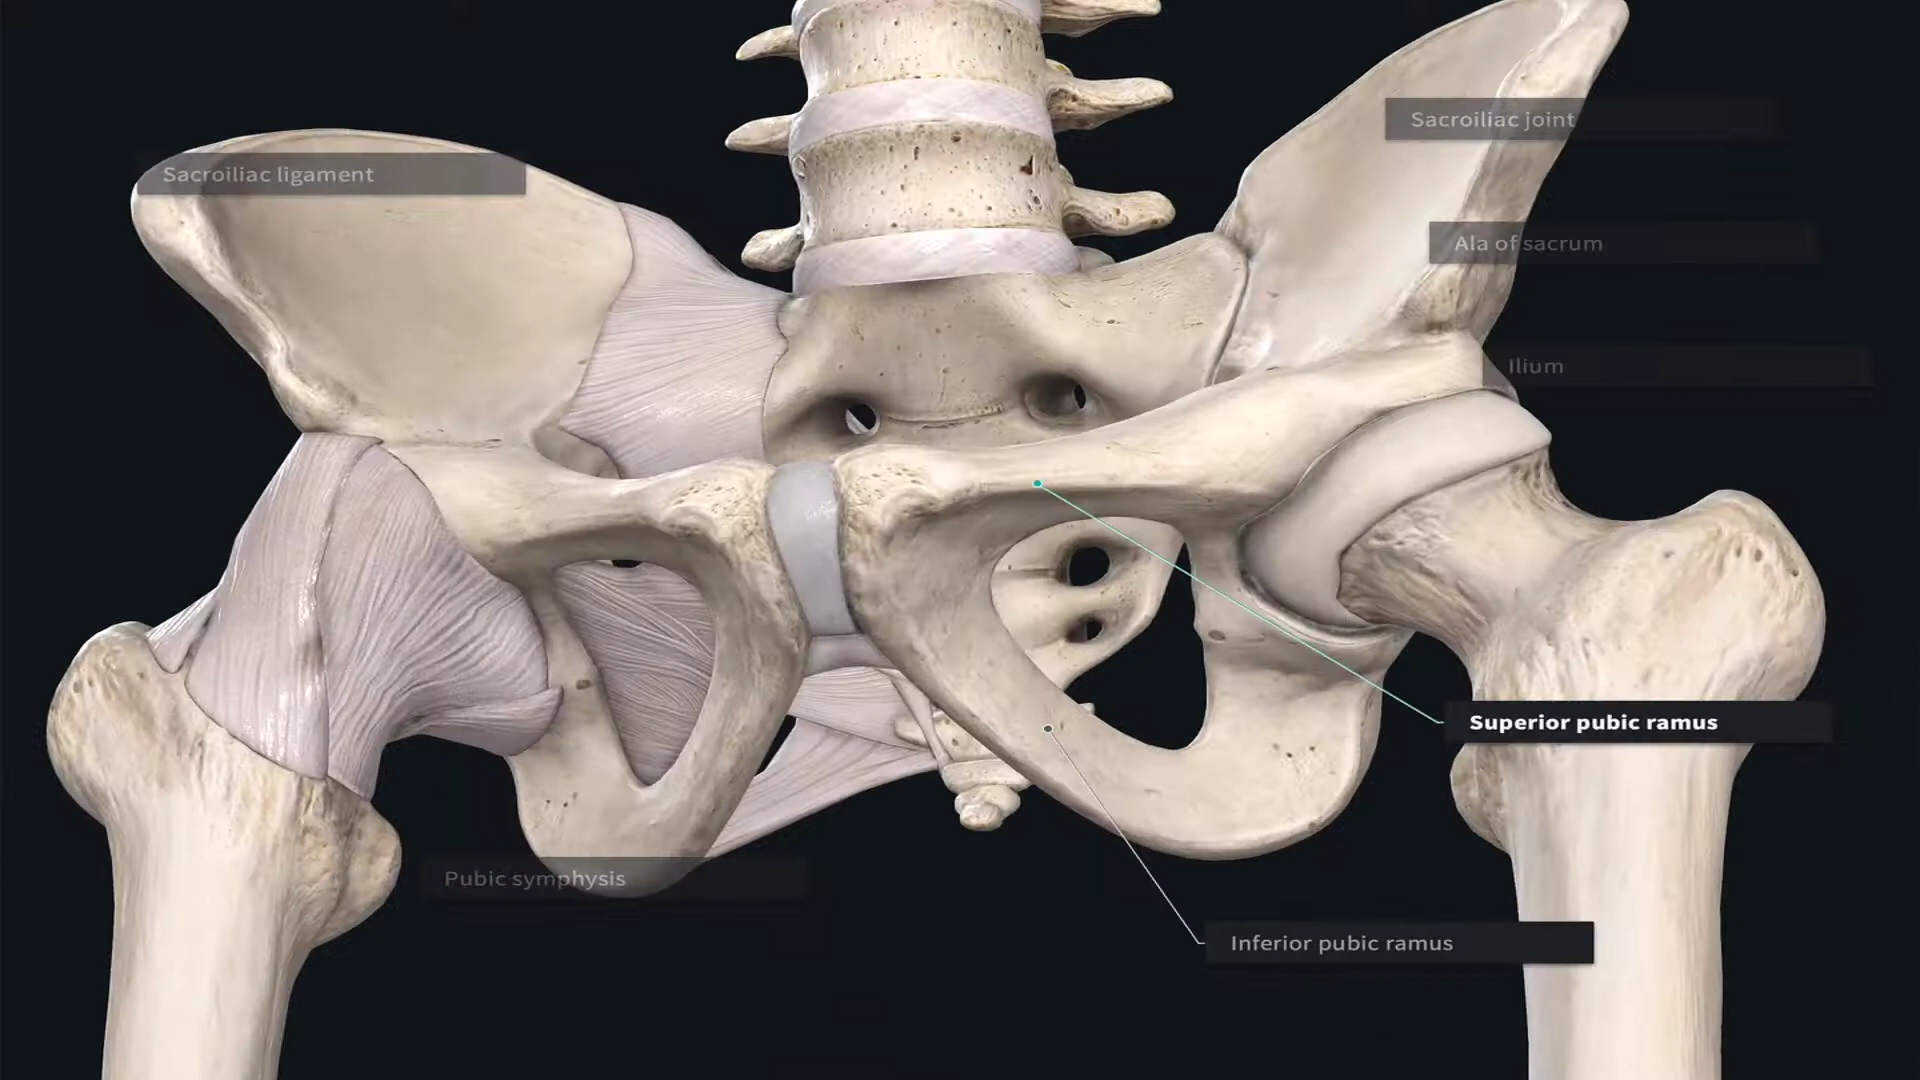 Sacroiliac joint
Sacroiliac ligament
Ala of sacrum
Ilium
Superior pubic ramus
Pubic symphysis
Inferior pubic ramus